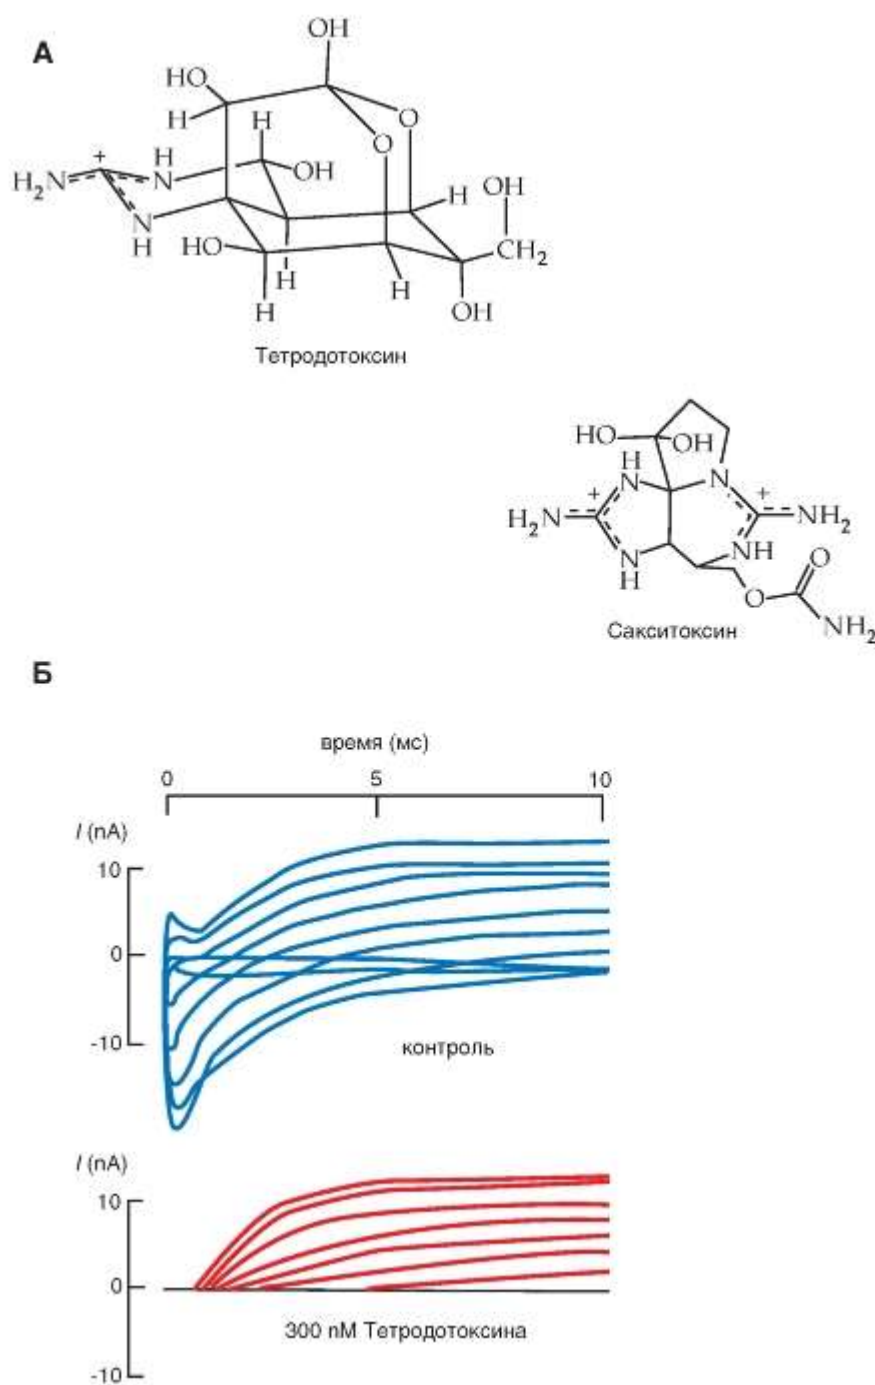 А
OH
HO
H
H
O
O
H
OH
+
H₂N
N
H
OH
N
H
HO
H
H
H
CH₂
OH
Тетродотоксин
HO
OH
H
N
N
+
+
H₂N
NH₂
N
H
NH
O
O
NH₂
Сакситоксин
Б
время (мс)
0 5 10
I (nA)
10
0
-10
контроль
I (nA)
10
0
300 nM Тетродотоксина
-10